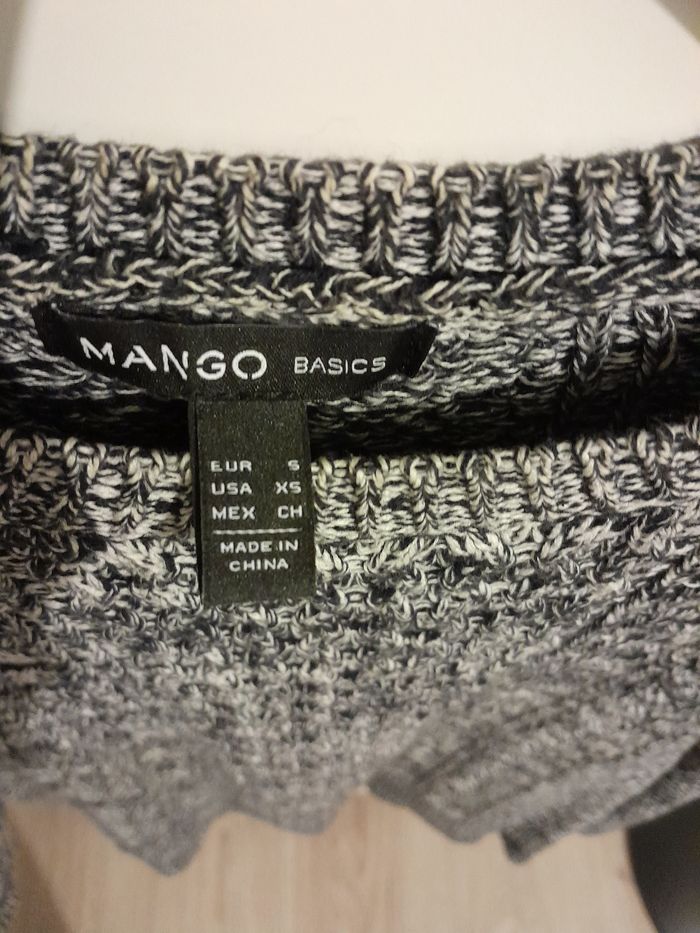 MANGO BASICS
EUR S
USA XS
MEX CH
MADE IN
CHINA